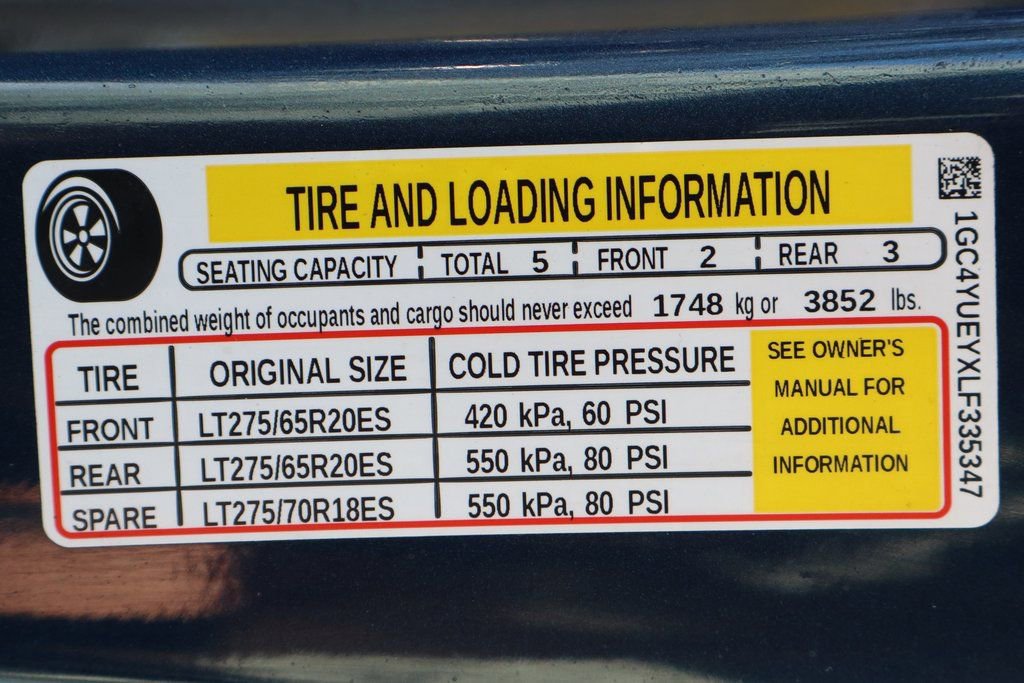 TIRE AND LOADING INFORMATION
SEATING CAPACITY TOTAL 5 FRONT 2 REAR 3
The combined weight of occupants and cargo should never exceed 1748 kg or 3852 lbs.
TIRE ORIGINAL SIZE COLD TIRE PRESSURE
FRONT LT275/65R20ES 420 kPa, 60 PSI
REAR LT275/65R20ES 550 kPa, 80 PSI
SPARE LT275/70R18ES 550 kPa, 80 PSI
SEE OWNER'S
MANUAL FOR
ADDITIONAL
INFORMATION
1GC4YUEYXLF335347